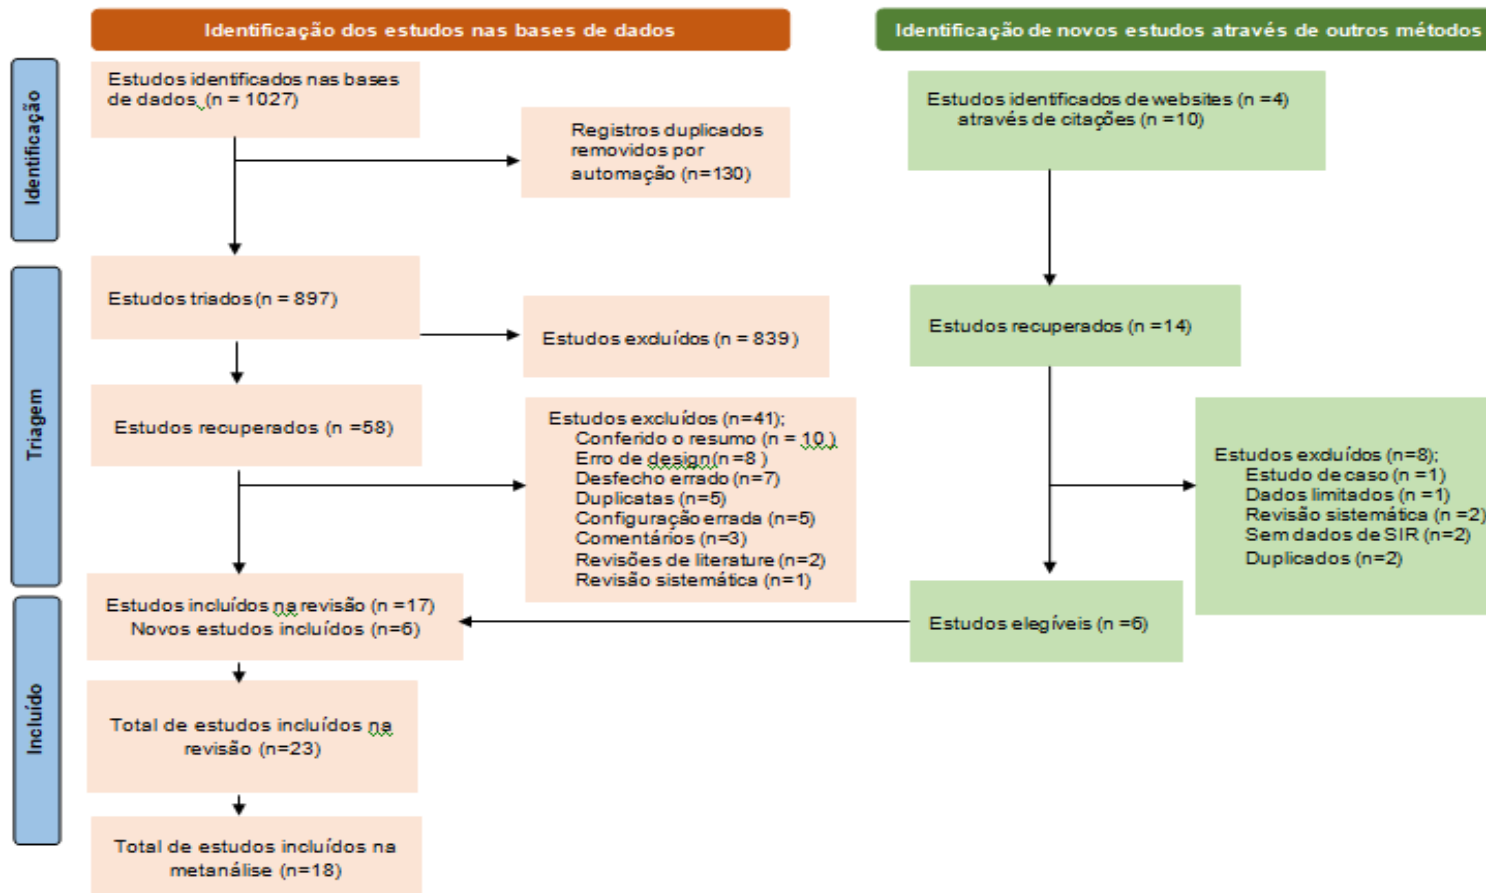 Identificação dos estudos nas bases de dados
Identificação de novos estudos através de outros métodos
Identificação
Estudos identificados nas bases
de dados (n = 1027)
Registros duplicados
removidos por
automação (n=130)
Estudos identificados de websites (n =4)
através de citações (n =10)
Triagem
Estudos triados (n = 897)
Estudos excluídos (n = 839)
Estudos recuperados (n =58)
Estudos excluídos (n=41);
Conferido o resumo (n = 10 )
Erro de design(n=8 )
Desfecho errado(n=7)
Duplicatas (n=5)
Configuração errada (n=5)
Comentários (n=3)
Revisões de literature (n=2)
Revisão sistemática (n=1)
Estudos recuperados (n =14)
Estudos excluídos (n=8);
Estudo de caso (n =1)
Dados limitados (n =1)
Revisão sistemática (n =2)
Sem dados de SIR (n=2)
Duplicados (n=2)
Incluído
Estudos incluídos na revisão (n =17)
Novos estudos incluídos (n=6)
Estudos elegíveis (n =6)
Total de estudos incluídos na
revisão (n=23)
Total de estudos incluídos na
metanálise (n=18)